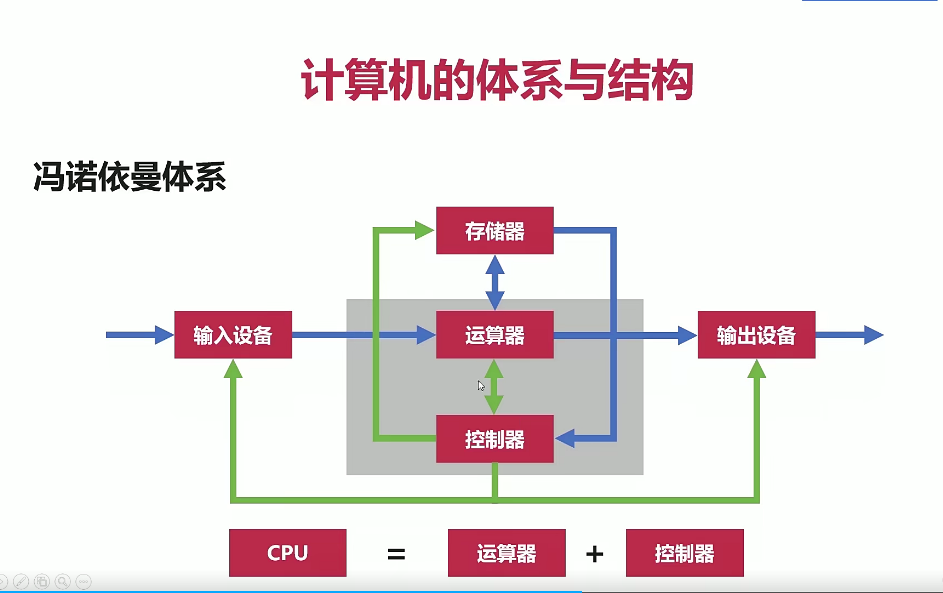 计算机的体系与结构
冯诺依曼体系
存储器
输入设备
运算器
输出设备
控制器
CPU = 运算器 + 控制器